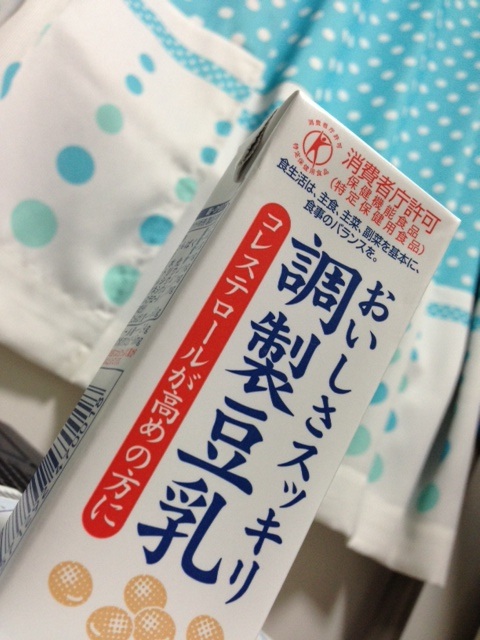 消費者庁許可
保健機能食品
(特定保健用食品)
食生活は、主食、主菜、副菜を基本に、
食事のバランスを。
おいしさスッキリ
調製豆乳
コレステロールが高めの方に